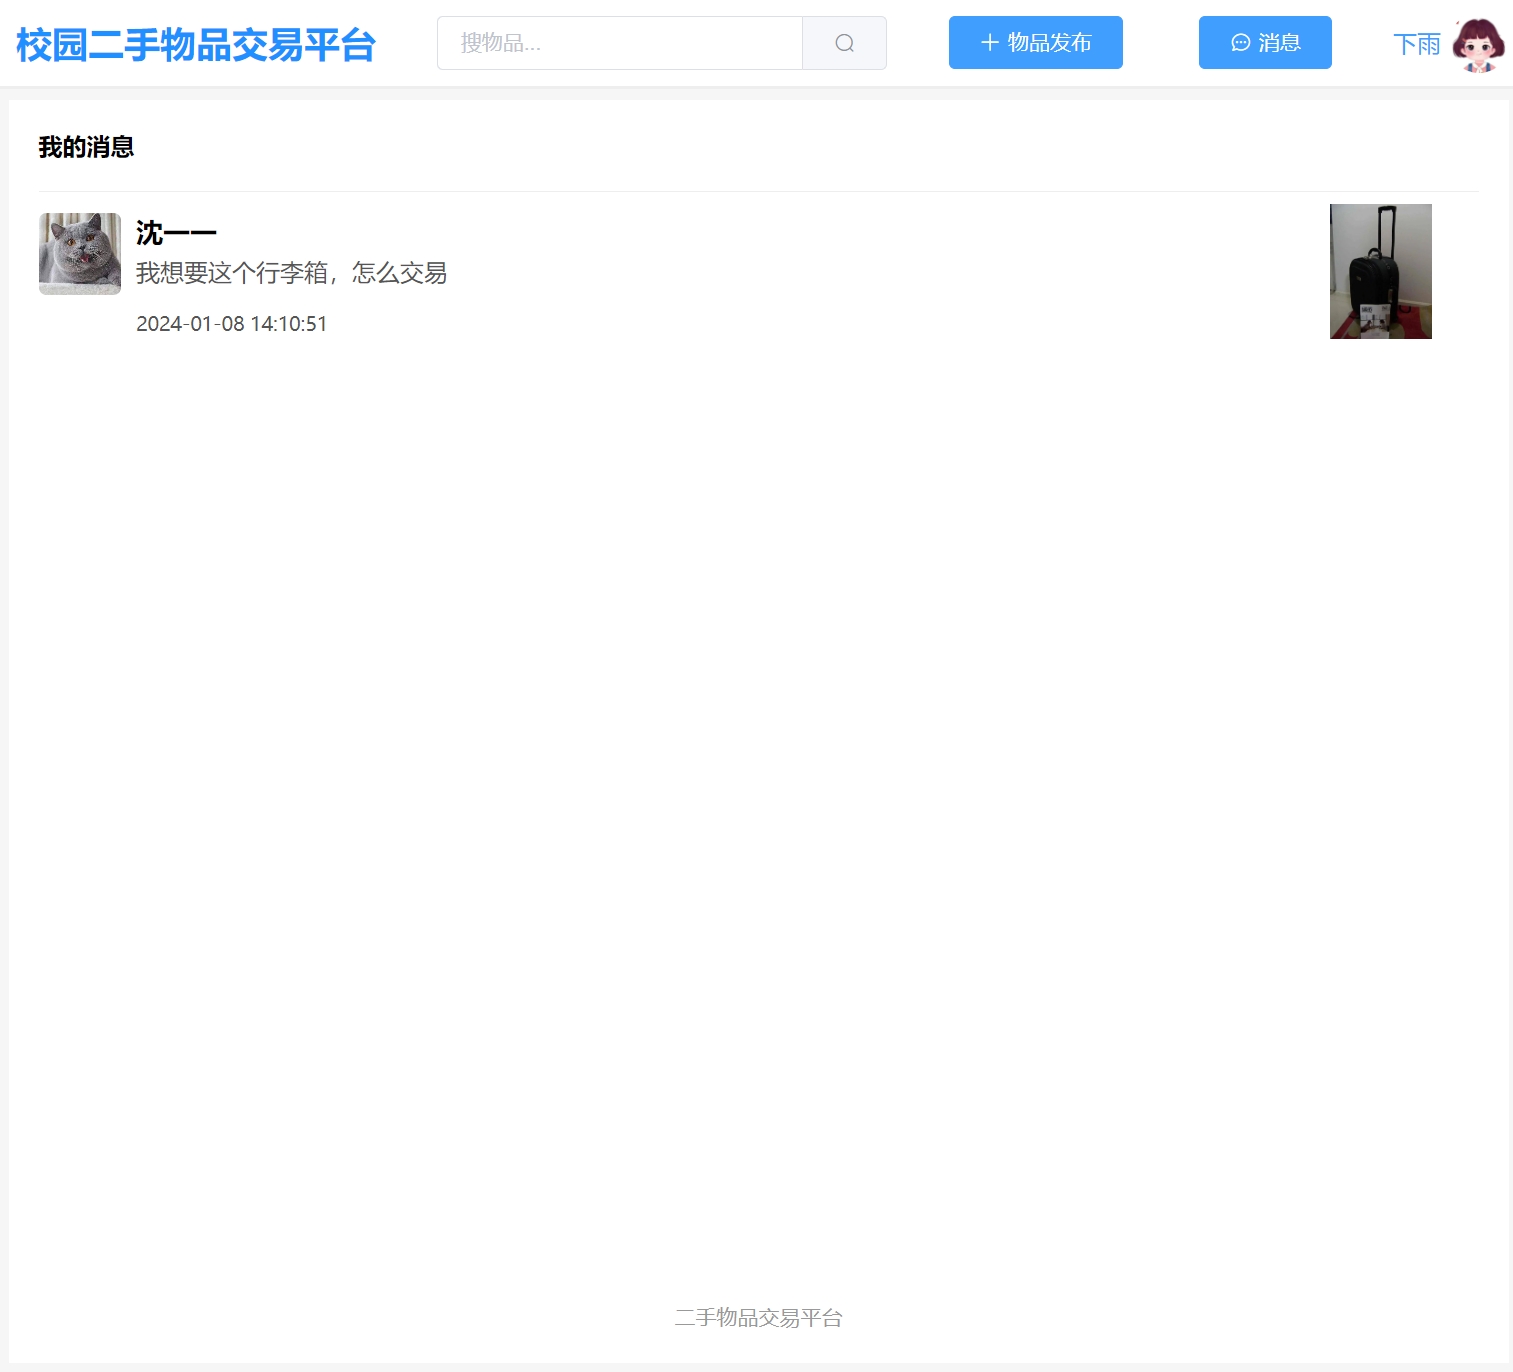 校园二手物品交易平台
搜物品...
物品发布
消息
下雨
我的消息
沈一一
我想要这个行李箱，怎么交易
2024-01-08 14:10:51
二手物品交易平台